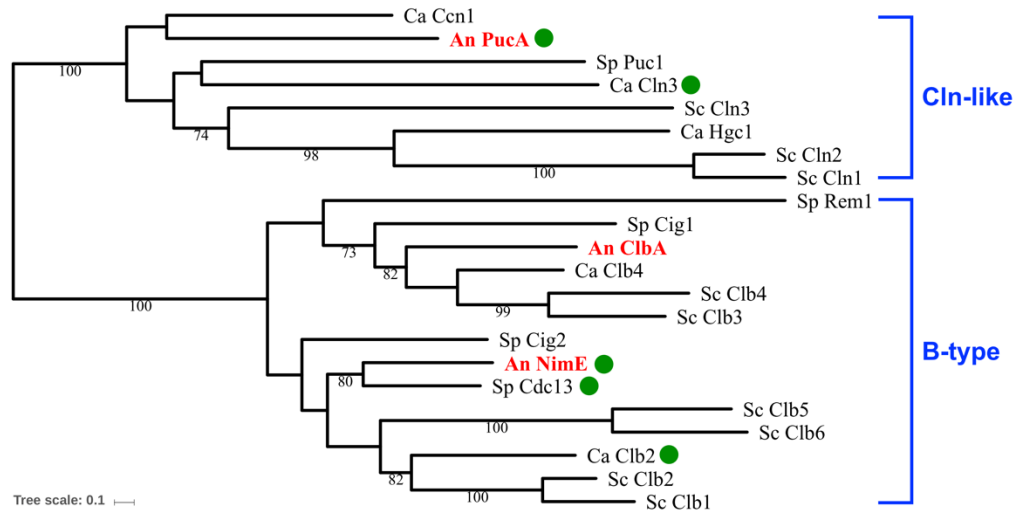 Ca Ccn1
An PucA
100
Sp Puc1
Ca Cln3
Cln-like
Sc Cln3
74
Ca Hgc1
98
Sc Cln2
100
Sc Cln1
Sp Rem1
Sp Cig1
73
An ClbA
82
Ca Clb4
Sc Clb4
99
Sc Clb3
100
Sp Cig2
B-type
An NimE
80
Sp Cdc13
Sc Clb5
100
Sc Clb6
Ca Clb2
82
Sc Clb2
100
Sc Clb1
Tree scale: 0.1